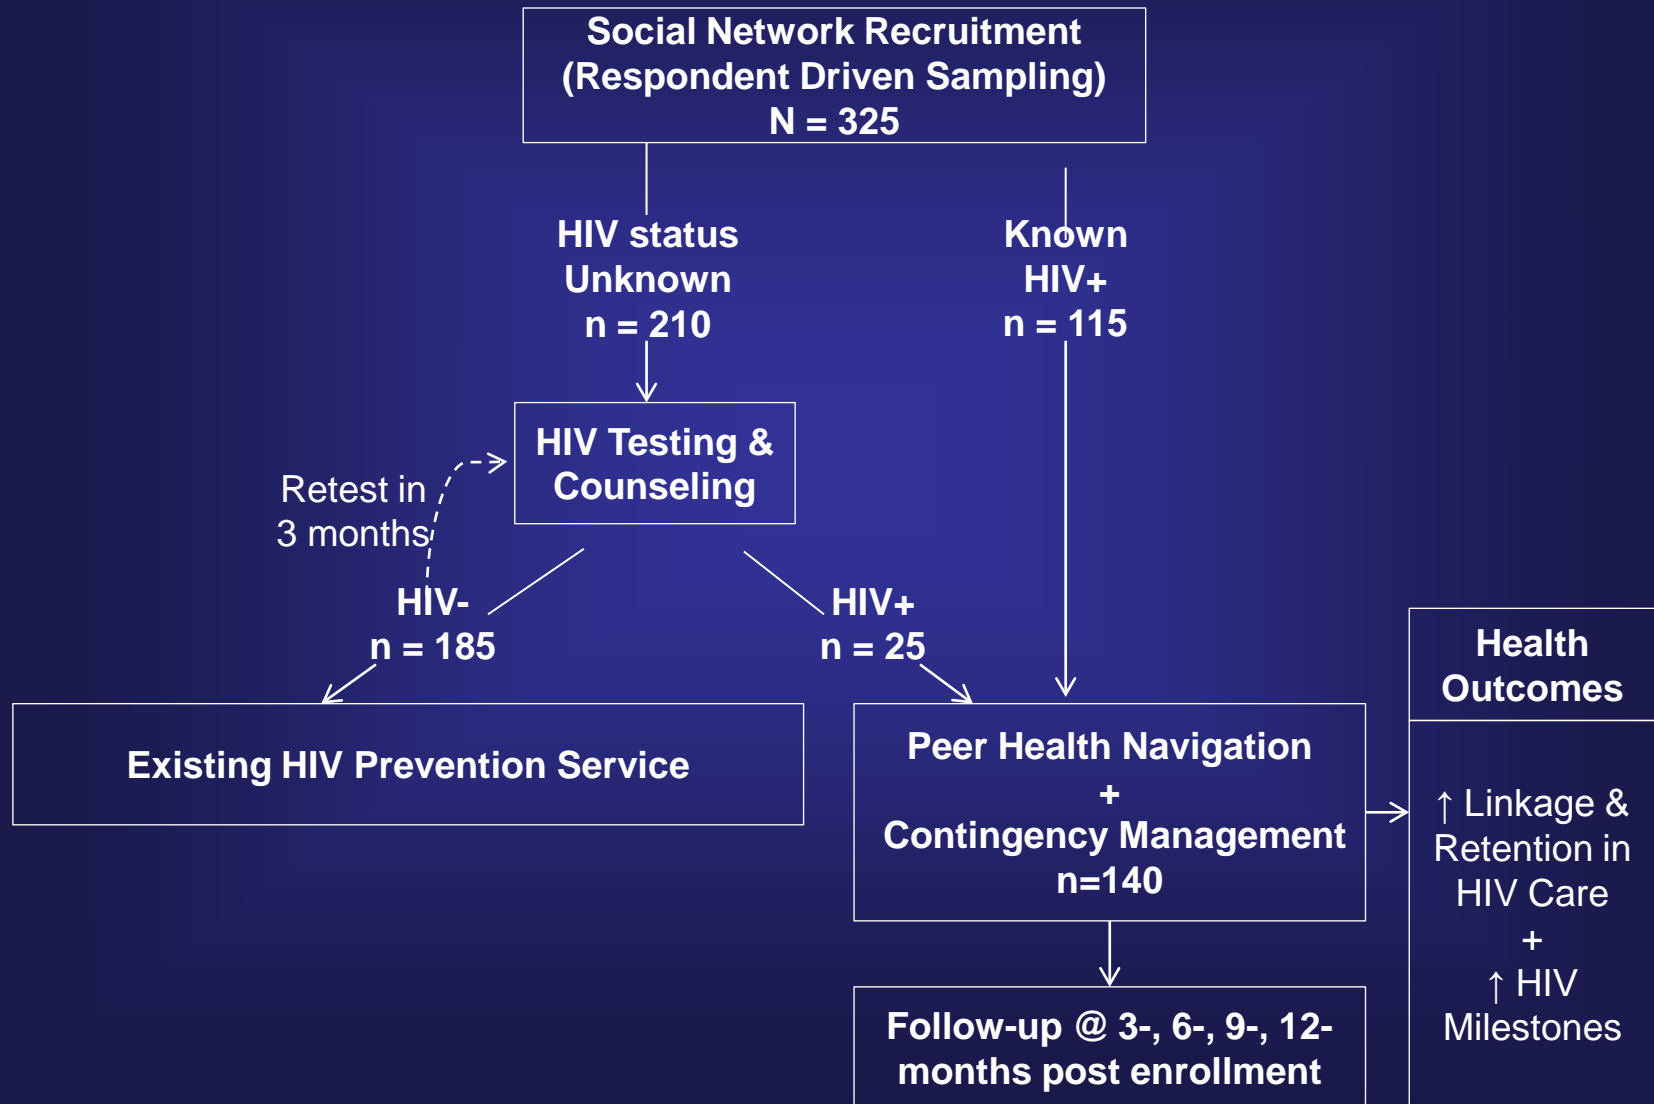 Social Network Recruitment
(Respondent Driven Sampling)
N = 325
HIV status
Unknown
n = 210
Known
HIV+
n = 115
HIV Testing &
Counseling
Retest in
3 months
HIV-
n = 185
HIV+
n = 25
Existing HIV Prevention Service
Peer Health Navigation
+
Contingency Management
n=140
Follow-up @ 3-, 6-, 9-, 12-
months post enrollment
Health
Outcomes
↑ Linkage &
Retention in
HIV Care
+
↑ HIV
Milestones